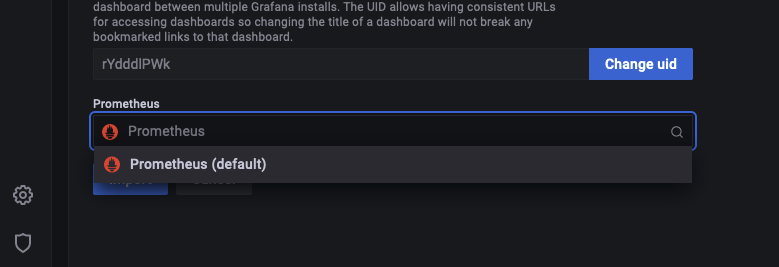 dashboard between multiple Grafana installs. The UID allows having consistent URLs
for accessing dashboards so changing the title of a dashboard will not break any
bookmarked links to that dashboard.
rYdddlPWk
Change uid
Prometheus
Prometheus
Prometheus (default)